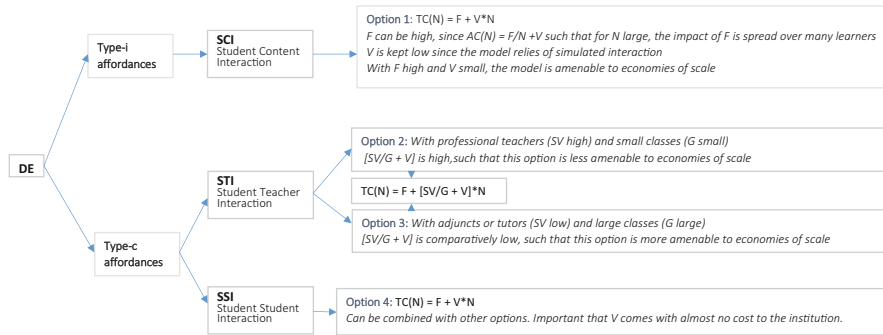 DE
Type-i
affordances
SCI
Student Content
Interaction
Option 1: TC(N) = F + V*N
F can be high, since AC(N) = F/N +V such that for N large, the impact of F is spread over many learners
V is kept low since the model relies of simulated interaction
With F high and V small, the model is amenable to economies of scale
Type-c
affordances
STI
Student Teacher
Interaction
Option 2: With professional teachers (SV high) and small classes (G small)
[SV/G + V] is high,such that this option is less amenable to economies of scale
TC(N) = F + [SV/G + V]*N
Option 3: With adjuncts or tutors (SV low) and large classes (G large)
[SV/G + V] is comparatively low, such that this option is more amenable to economies of scale
SSI
Student Student
Interaction
Option 4: TC(N) = F + V*N
Can be combined with other options. Important that V comes with almost no cost to the institution.